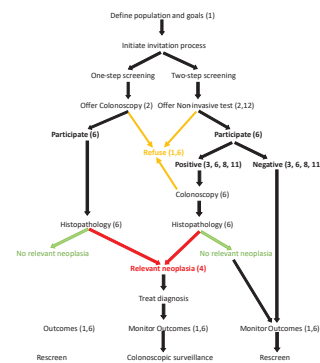 Define population and goals (1)
Initiate invitation process
One-step screening Two-step screening
Offer Colonoscopy (2) Offer Non-invasive test (2,12)
Participate (6) Participate (6)
Refuse (1,6)
Positive (3, 6, 8, 11) Negative (3, 6, 8, 11
Colonoscopy (6)
Histopathology (6) Histopathology (6)
No relevant neoplasia No relevant neoplasia
Relevant neoplasia (4)
Treat diagnosis
Outcomes (1,6) Monitor Outcomes (1,6) Monitor Outcomes (1,6)
Rescreen Colonoscopic surveillance Rescreen